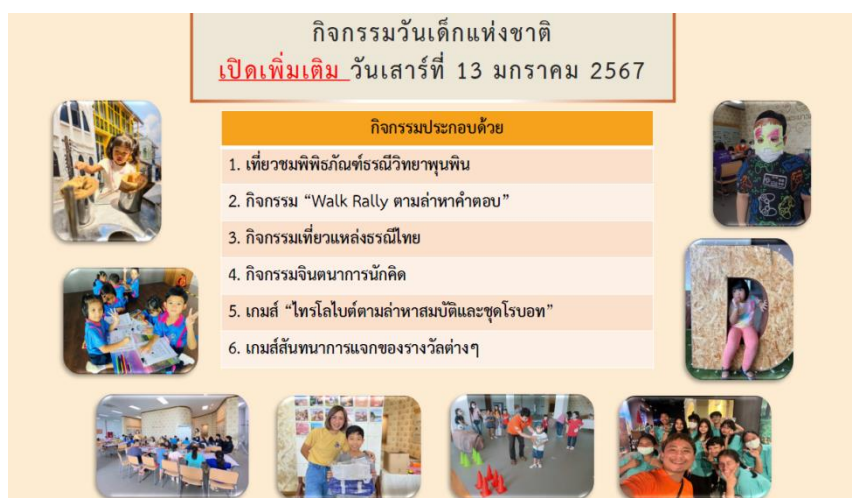 กิจกรรมวันเด็กแห่งชาติ
เปิดเพิ่มเติม วันเสาร์ที่ 13 มกราคม 2567
กิจกรรมประกอบด้วย
1. เที่ยวชมพิพิธภัณฑ์ธรณีวิทยาพุนพิน
2. กิจกรรม “Walk Rally ตามล่าหาคำตอบ”
3. กิจกรรมเที่ยวแหล่งธรณีไทย
4. กิจกรรมจินตนาการนักคิด
5. เกมส์ “ไทรโลไบต์ตามล่าหาสมบัติและชุดโรบอท”
6. เกมส์สันทนาการแจกของรางวัลต่างๆ